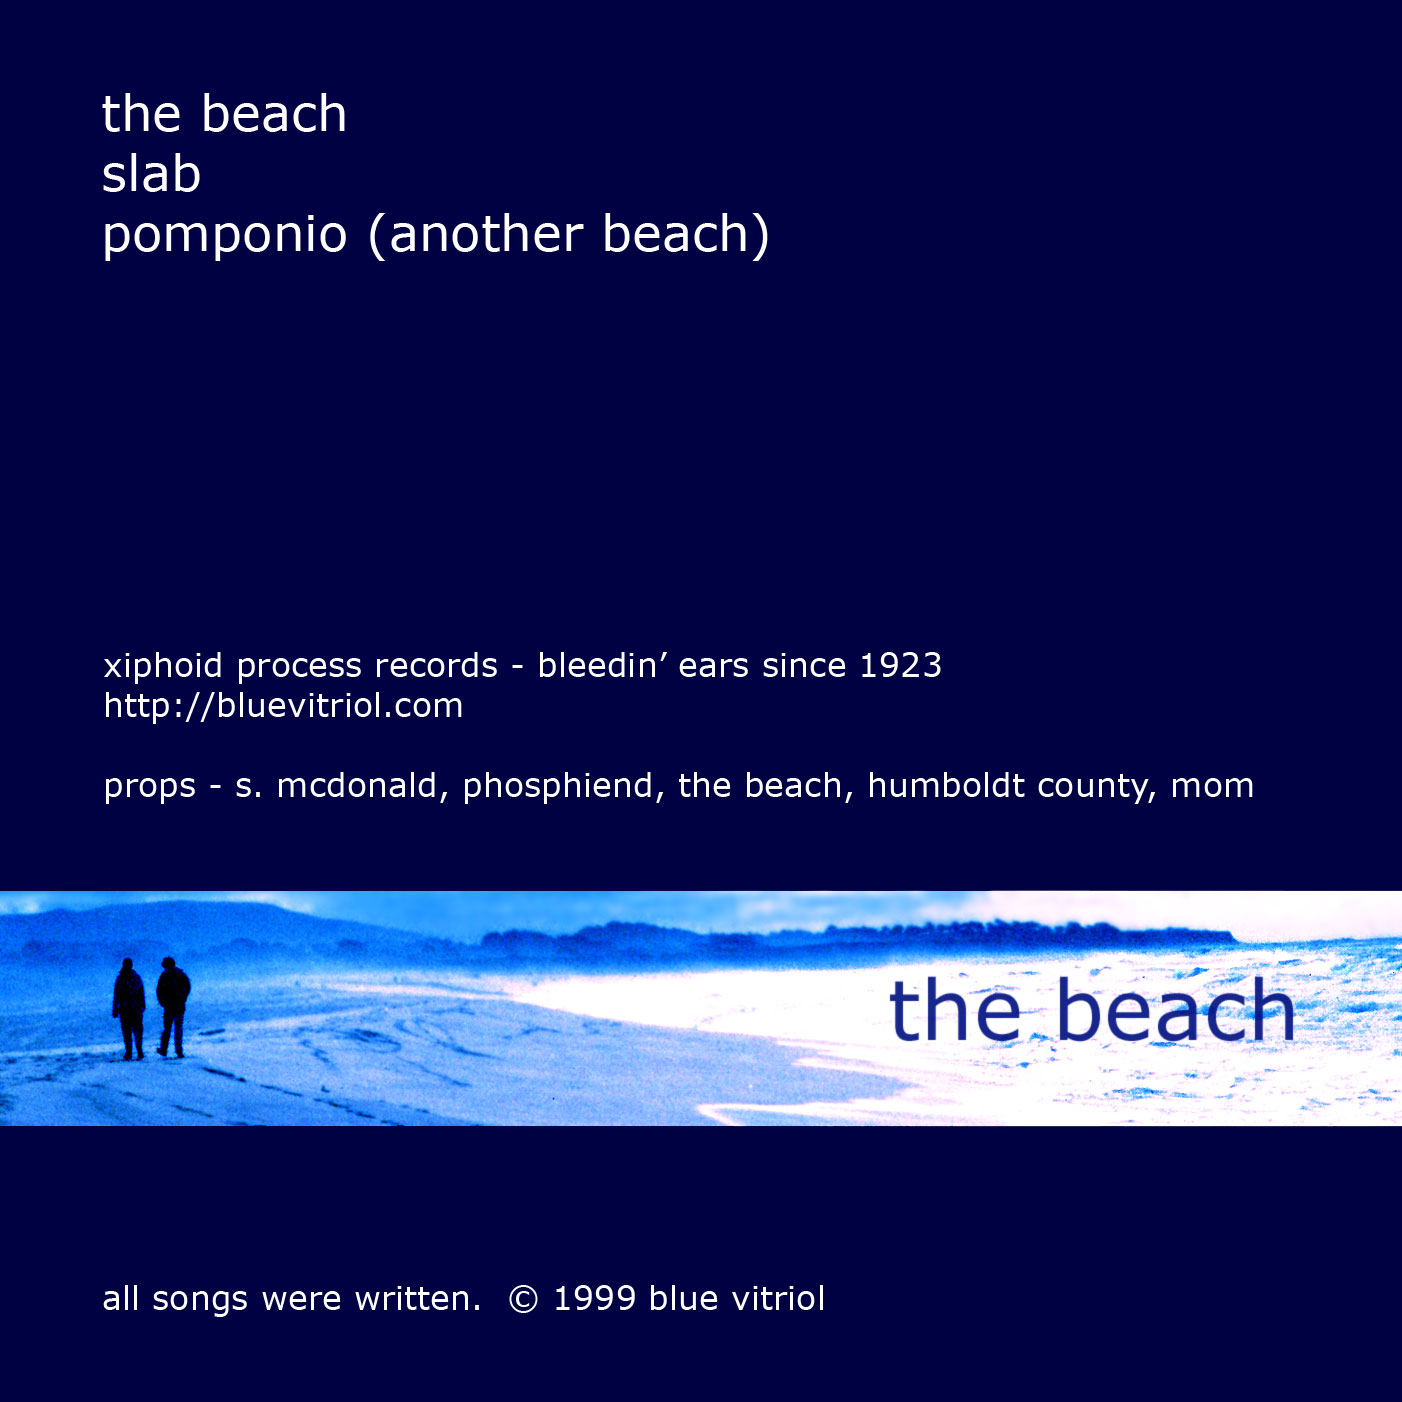 the beach
slab
pomponio (another beach)
xiphoid process records - bleedin’ ears since 1923
http://bluevitriol.com
props - s. mcdonald, phosphiend, the beach, humboldt county, mom
the beach
all songs were written.  © 1999 blue vitriol